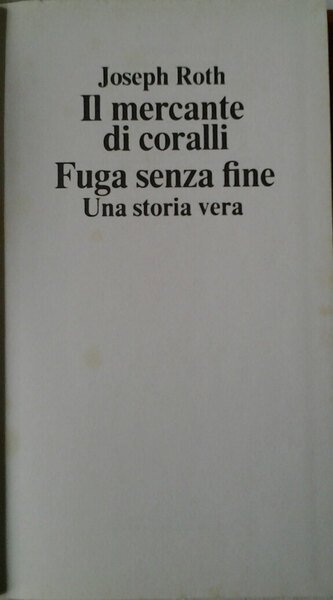 Joseph Roth
Il mercante
di coralli
Fuga senza fine
Una storia vera